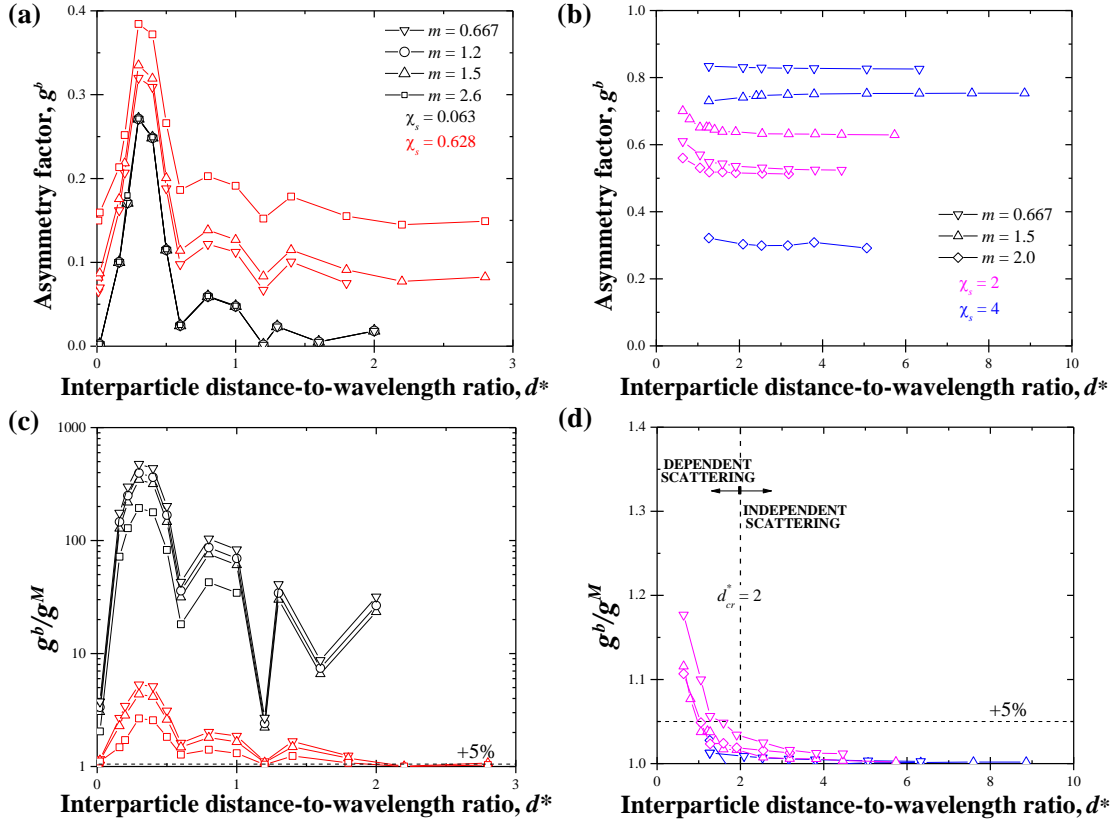 (a)
Asymmetry factor, g^b
0.4
0.3
0.2
0.1
0.0
m = 0.667
m = 1.2
m = 1.5
m = 2.6
χ_s = 0.063
χ_s = 0.628
0 1 2 3
Interparticle distance-to-wavelength ratio, d*
(b)
Asymmetry factor, g^b
1.0
0.8
0.6
0.4
0.2
0.0
m = 0.667
m = 1.5
m = 2.0
χ_s = 2
χ_s = 4
0 2 4 6 8 10
Interparticle distance-to-wavelength ratio, d*
(c)
g^b/g^M
1000
100
10
1
+5%
0 1 2 3
Interparticle distance-to-wavelength ratio, d*
(d)
g^b/g^M
1.4
1.3
1.2
1.1
1.0
DEPENDENT
SCATTERING
INDEPENDENT
SCATTERING
d*_cr = 2
+5%
0 2 4 6 8 10
Interparticle distance-to-wavelength ratio, d*